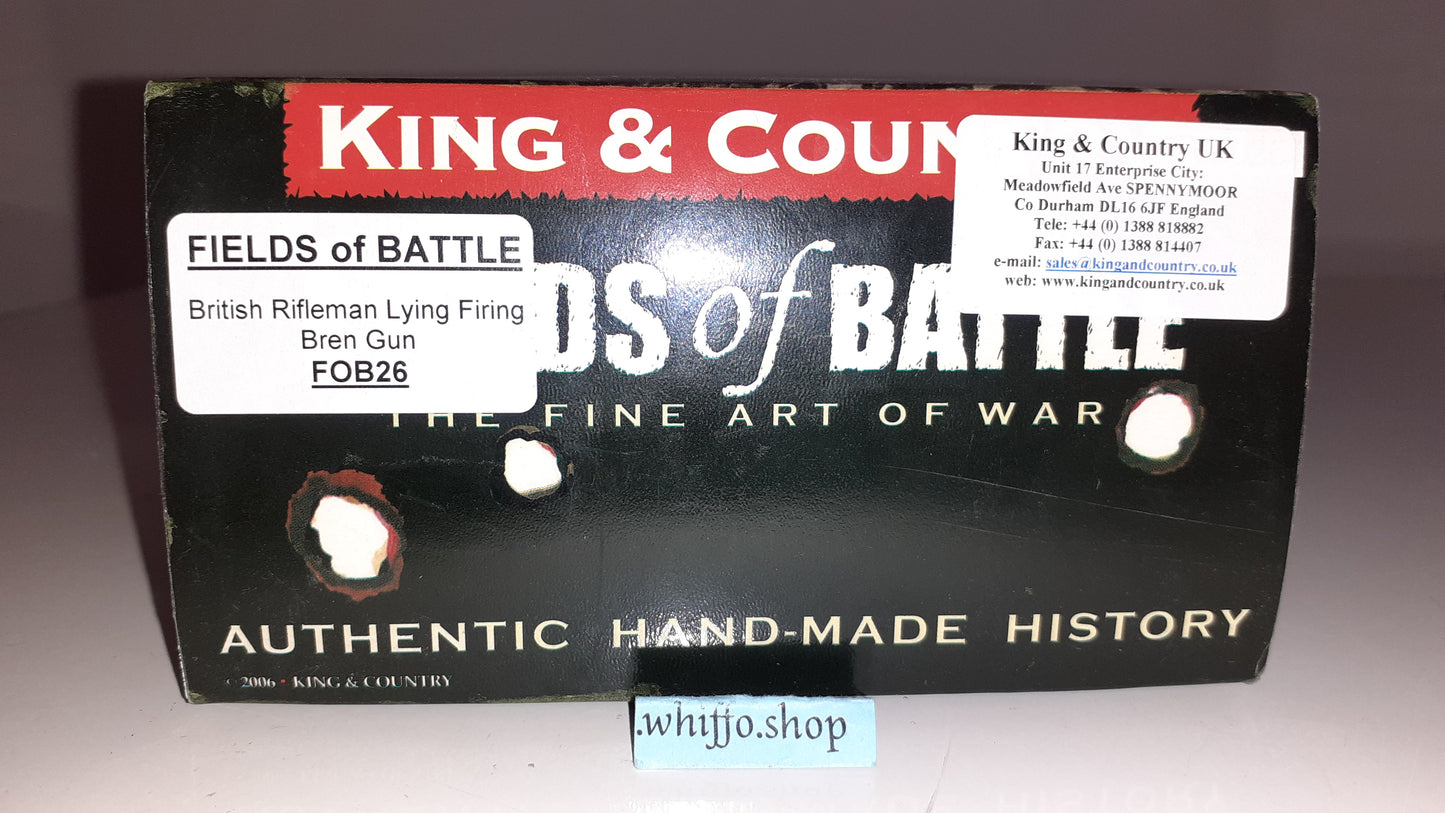 KING & COUN
King & Country UK
Unit 17 Enterprise City:
Meadowfield Ave SPENNYMOOR
Co Durham DL16 6JF England
Tele: +44 (0) 1388 818882
Fax: +44 (0) 1388 814407
e-mail: sales@kingandcountry.co.uk
web: www.kingandcountry.co.uk
FIELDS of BATTLE
British Rifleman Lying Firing
Bren Gun
FOB26
DS of BATTLE
THE FINE ART OF WAR
AUTHENTIC HAND-MADE HISTORY
© 2006 • KING & COUNTRY
.whiffo.shop